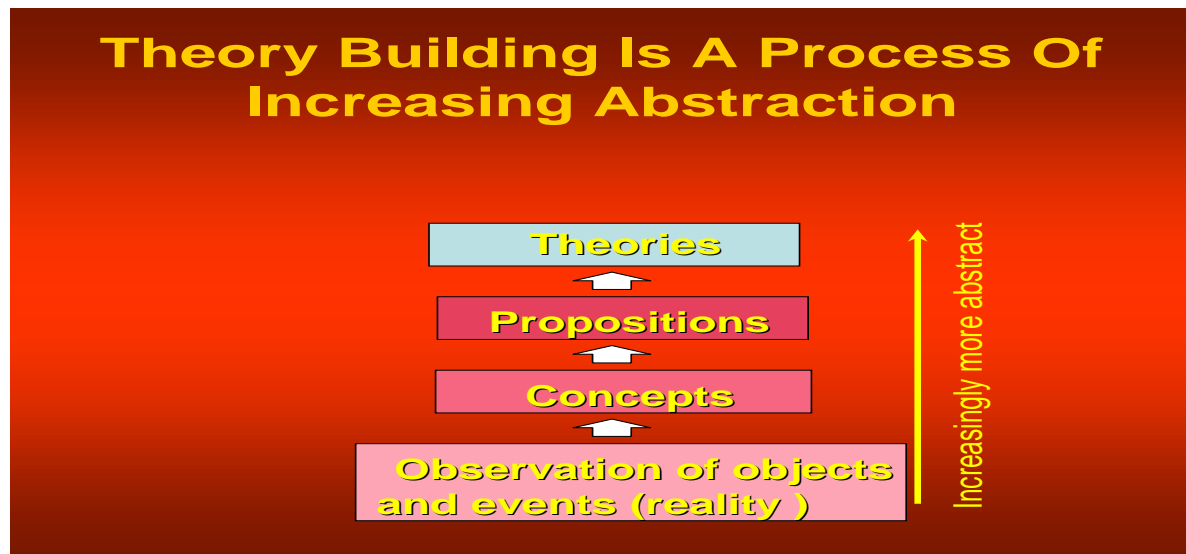 Theory Building Is A Process Of
Increasing Abstraction
Theories
Propositions
Concepts
Observation of objects
and events (reality )
Increasingly more abstract